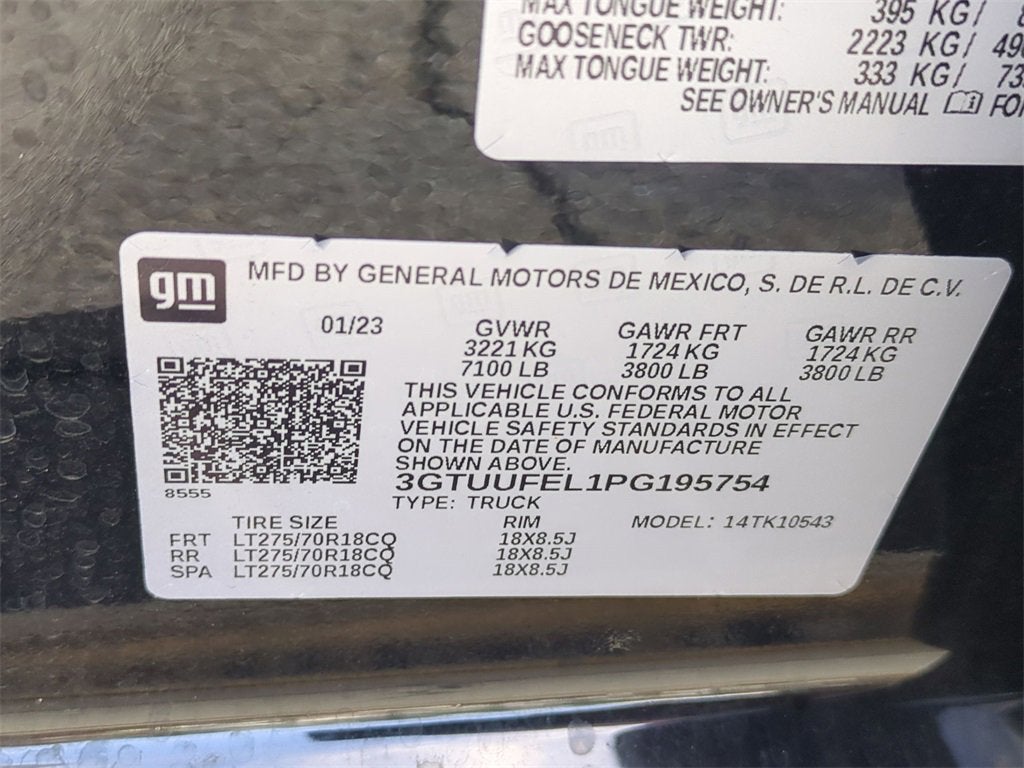 MAX TONGUE WEIGHT: 395 KG/
GOOSENECK TWR: 2223 KG/ 490
MAX TONGUE WEIGHT: 333 KG/ 73
SEE OWNER'S MANUAL FO
gm MFD BY GENERAL MOTORS DE MEXICO, S. DE R.L. DE C.V.
01/23 GVWR GAWR FRT GAWR RR
3221 KG 1724 KG 1724 KG
7100 LB 3800 LB 3800 LB
THIS VEHICLE CONFORMS TO ALL
APPLICABLE U.S. FEDERAL MOTOR
VEHICLE SAFETY STANDARDS IN EFFECT
ON THE DATE OF MANUFACTURE
SHOWN ABOVE.
3GTUUFEL1PG195754
8555
TYPE: TRUCK
TIRE SIZE RIM MODEL: 14TK10543
FRT LT275/70R18CQ 18X8.5J
RR LT275/70R18CQ 18X8.5J
SPA LT275/70R18CQ 18X8.5J